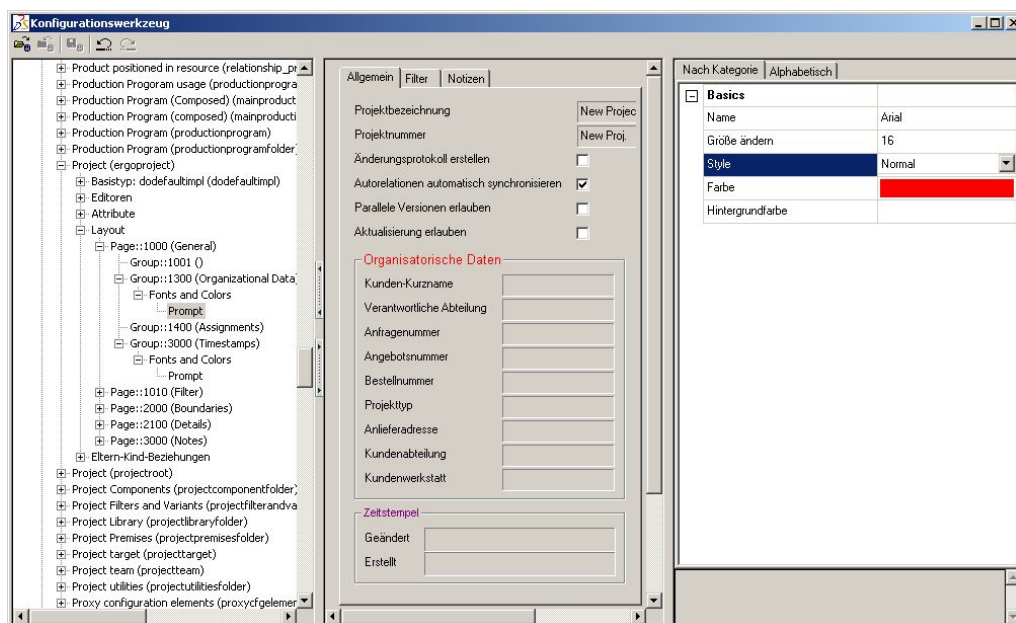 Konfigurationswerkzeug
Product positioned in resource (relationship_pr
Production Progoram usage (productionprogra
Production Program (Composed) (mainproduct
Production Program (composed) (mainproducti
Production Program (productionprogram)
Production Program (productionprogramfolder
Project (ergoproject)
Basistyp: dodefaultimpl (dodefaultimpl)
Editoren
Attribute
Layout
Page::1000 (General)
Group::1001 ()
Group::1300 (Organizational Data)
Fonts and Colors
Prompt
Group::1400 (Assignments)
Group::3000 (Timestamps)
Fonts and Colors
Prompt
Page::1010 (Filter)
Page::2000 (Boundaries)
Page::2100 (Details)
Page::3000 (Notes)
Eltern-Kind-Beziehungen
Project (projectroot)
Project Components (projectcomponentfolder)
Project Filters and Variants (projectfilterandva
Project Library (projectlibraryfolder)
Project Premises (projectpremisesfolder)
Project target (projecttarget)
Project team (projectteam)
Project utilities (projectutilitiesfolder)
Proxy configuration elements (proxycfgelemer
Allgemein Filter Notizen
Projektbezeichnung New Projec
Projektnummer New Proj.
Änderungsprotokoll erstellen
Autorelationen automatisch synchronisieren
Parallele Versionen erlauben
Aktualisierung erlauben
Organisatorische Daten
Kunden-Kurzname
Verantwortliche Abteilung
Anfragenummer
Angebotsnummer
Bestellnummer
Projekttyp
Anlieferadresse
Kundenabteilung
Kundenwerkstatt
Zeitstempel
Geändert
Erstellt
Nach Kategorie Alphabetisch
Basics
Name Arial
Größe ändern 16
Style Normal
Farbe
Hintergrundfarbe